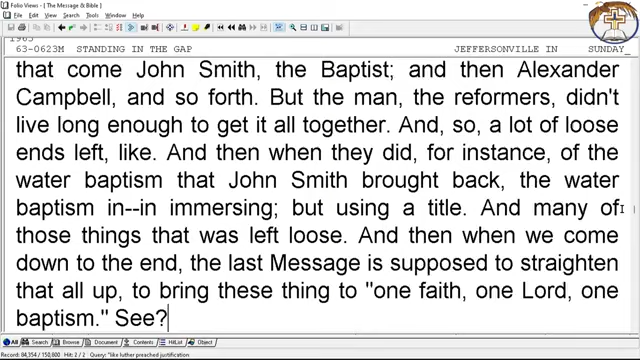 Folio Views - [ The Message & Bible ]
File Edit View Search Layout Tools Window Help
1963
63-0623M STANDING IN THE GAP JEFFERSONVILLE IN SUNDAY_
that come John Smith, the Baptist; and then Alexander
Campbell, and so forth. But the man, the reformers, didn't
live long enough to get it all together. And, so, a lot of loose
ends left, like. And then when they did, for instance, of the
water baptism that John Smith brought back, the water
baptism in--in immersing; but using a title. And many of
those things that was left loose. And then when we come
down to the end, the last Message is supposed to straighten
that all up, to bring these thing to "one faith, one Lord, one
baptism." See?
All Browse Document Contents Hit List Object
Record: 84,354 / 150,800 Hit: 2 / 2 Query: "like luther preached justification